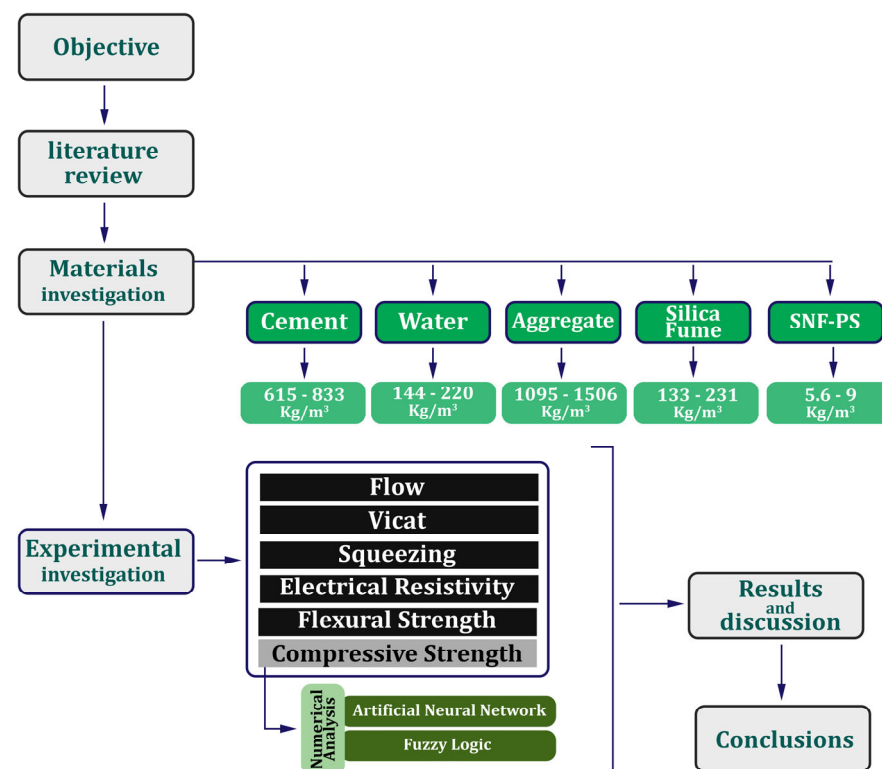 Objective
literature
review
Materials
investigation
Cement
Water
Aggregate
Silica
Fume
SNF-PS
615 - 833
Kg/m³
144 - 220
Kg/m³
1095 - 1506
Kg/m³
133 - 231
Kg/m³
5.6 - 9
Kg/m³
Experimental
investigation
Flow
Vicat
Squeezing
Electrical Resistivity
Flexural Strength
Compressive Strength
Numerical
Analysis
Artificial Neural Network
Fuzzy Logic
Results
and
discussion
Conclusions